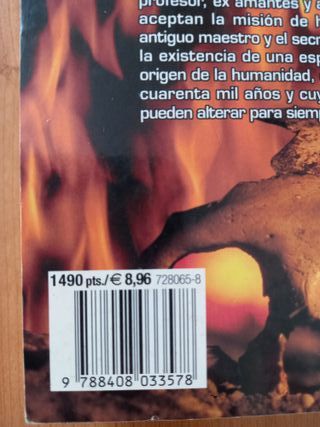 profesor, ex amantes y a
aceptan la misión de h
antiguo maestro y el secr
la existencia de una esp
origen de la humanidad,
cuarenta mil años y cuy
pueden alterar para siemp
1490 pts./€ 8,96 728065-8
9 788408 033578